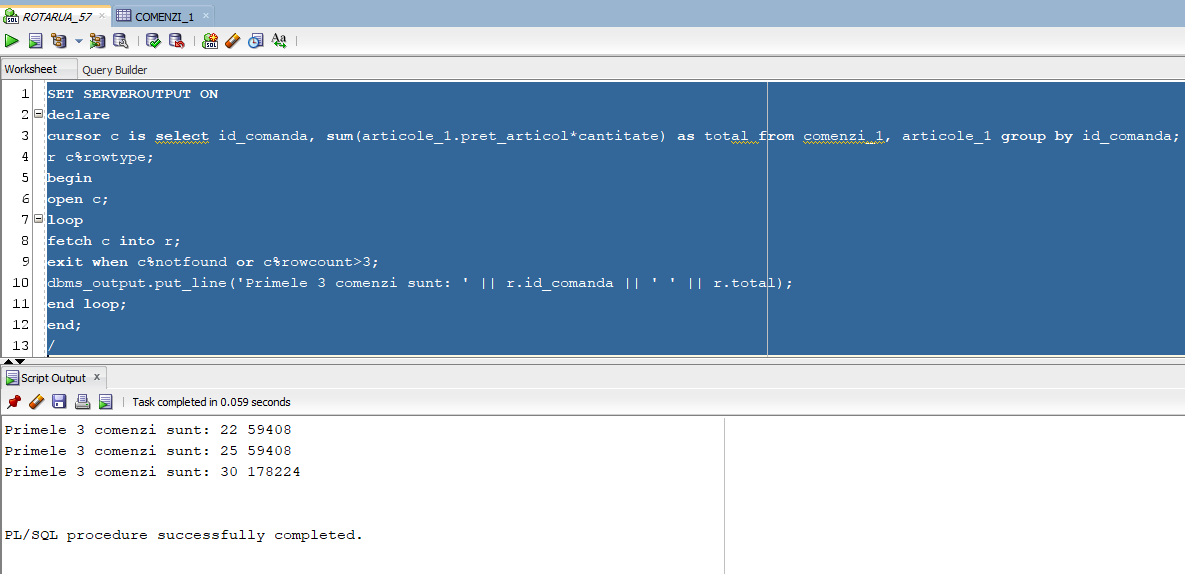 ROTARUA_57 COMENZI_1
Worksheet Query Builder
1 SET SERVEROUTPUT ON
2 declare
3 cursor c is select id_comanda, sum(articole_1.pret_articol*cantitate) as total from comenzi_1, articole_1 group by id_comanda;
4 r c%rowtype;
5 begin
6 open c;
7 loop
8 fetch c into r;
9 exit when c%notfound or c%rowcount>3;
10 dbms_output.put_line('Primele 3 comenzi sunt: ' || r.id_comanda || ' ' || r.total);
11 end loop;
12 end;
13 /
Script Output x
Task completed in 0.059 seconds
Primele 3 comenzi sunt: 22 59408
Primele 3 comenzi sunt: 25 59408
Primele 3 comenzi sunt: 30 178224
PL/SQL procedure successfully completed.